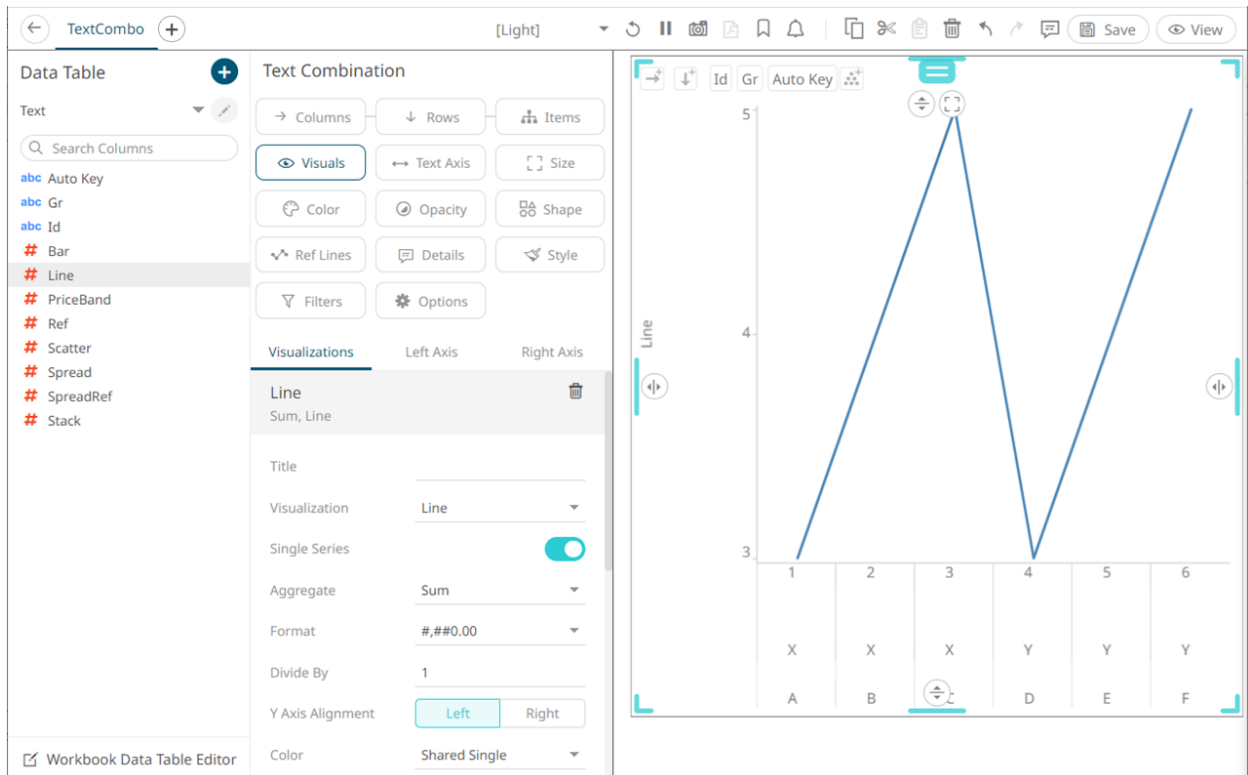 TextCombo
[Light]
Save
View
Data Table
Text
Search Columns
abc Auto Key
abc Gr
abc Id
# Bar
# Line
# PriceBand
# Ref
# Scatter
# Spread
# SpreadRef
# Stack
Workbook Data Table Editor
Text Combination
Columns Rows Items
Visuals Text Axis Size
Color Opacity Shape
Ref Lines Details Style
Filters Options
Visualizations Left Axis Right Axis
Line
Sum, Line
Title
Visualization Line
Single Series
Aggregate Sum
Format #,##0.00
Divide By 1
Y Axis Alignment Left Right
Color Shared Single
Id Gr Auto Key
5
4
3
Line
1 2 3 4 5 6
X X X Y Y Y
A B C D E F